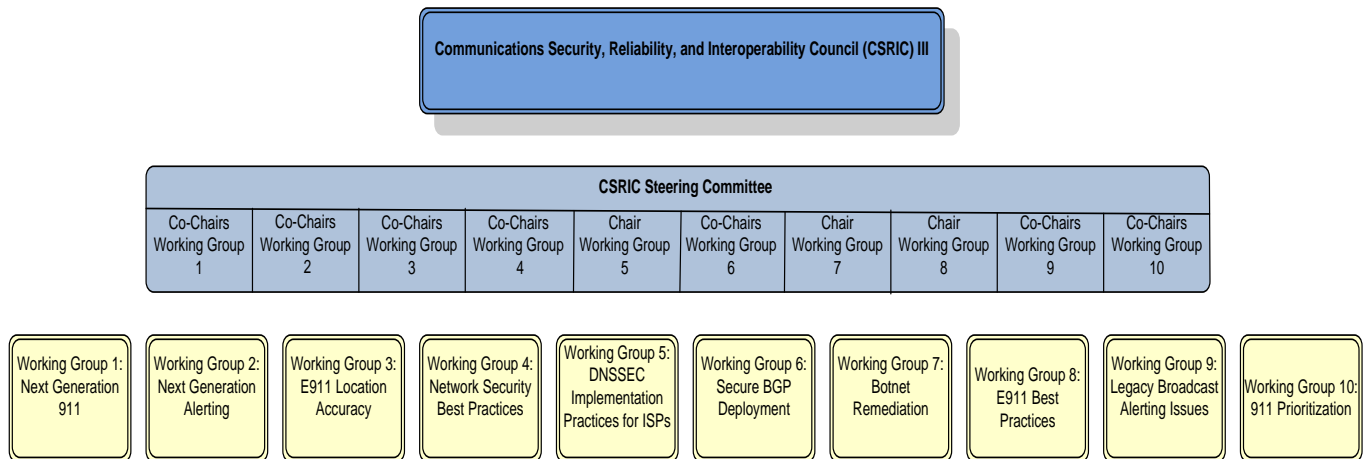 Communications Security, Reliability, and Interoperability Council (CSRIC) III
CSRIC Steering Committee
Co-Chairs
Working Group
1
Co-Chairs
Working Group
2
Co-Chairs
Working Group
3
Co-Chairs
Working Group
4
Chair
Working Group
5
Co-Chairs
Working Group
6
Chair
Working Group
7
Chair
Working Group
8
Co-Chairs
Working Group
9
Co-Chairs
Working Group
10
Working Group 1:
Next Generation
911
Working Group 2:
Next Generation
Alerting
Working Group 3:
E911 Location
Accuracy
Working Group 4:
Network Security
Best Practices
Working Group 5:
DNSSEC
Implementation
Practices for ISPs
Working Group 6:
Secure BGP
Deployment
Working Group 7:
Botnet
Remediation
Working Group 8:
E911 Best
Practices
Working Group 9:
Legacy Broadcast
Alerting Issues
Working Group 10:
911 Prioritization